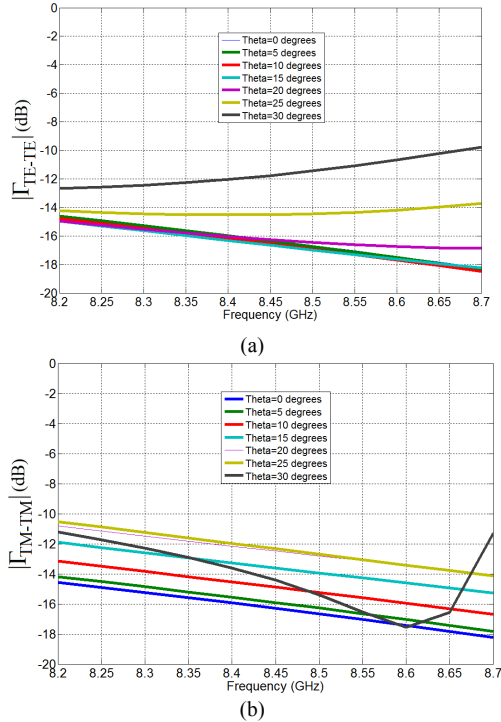 0
-2
-4
-6
-8
-10
-12
-14
-16
-18
-20
|ΓTE-TE| (dB)
Theta=0 degrees
Theta=5 degrees
Theta=10 degrees
Theta=15 degrees
Theta=20 degrees
Theta=25 degrees
Theta=30 degrees
8.2 8.25 8.3 8.35 8.4 8.45 8.5 8.55 8.6 8.65 8.7
Frequency (GHz)
(a)
0
-2
-4
-6
-8
-10
-12
-14
-16
-18
-20
|ΓTM-TM| (dB)
Theta=0 degrees
Theta=5 degrees
Theta=10 degrees
Theta=15 degrees
Theta=20 degrees
Theta=25 degrees
Theta=30 degrees
8.2 8.25 8.3 8.35 8.4 8.45 8.5 8.55 8.6 8.65 8.7
Frequency (GHz)
(b)